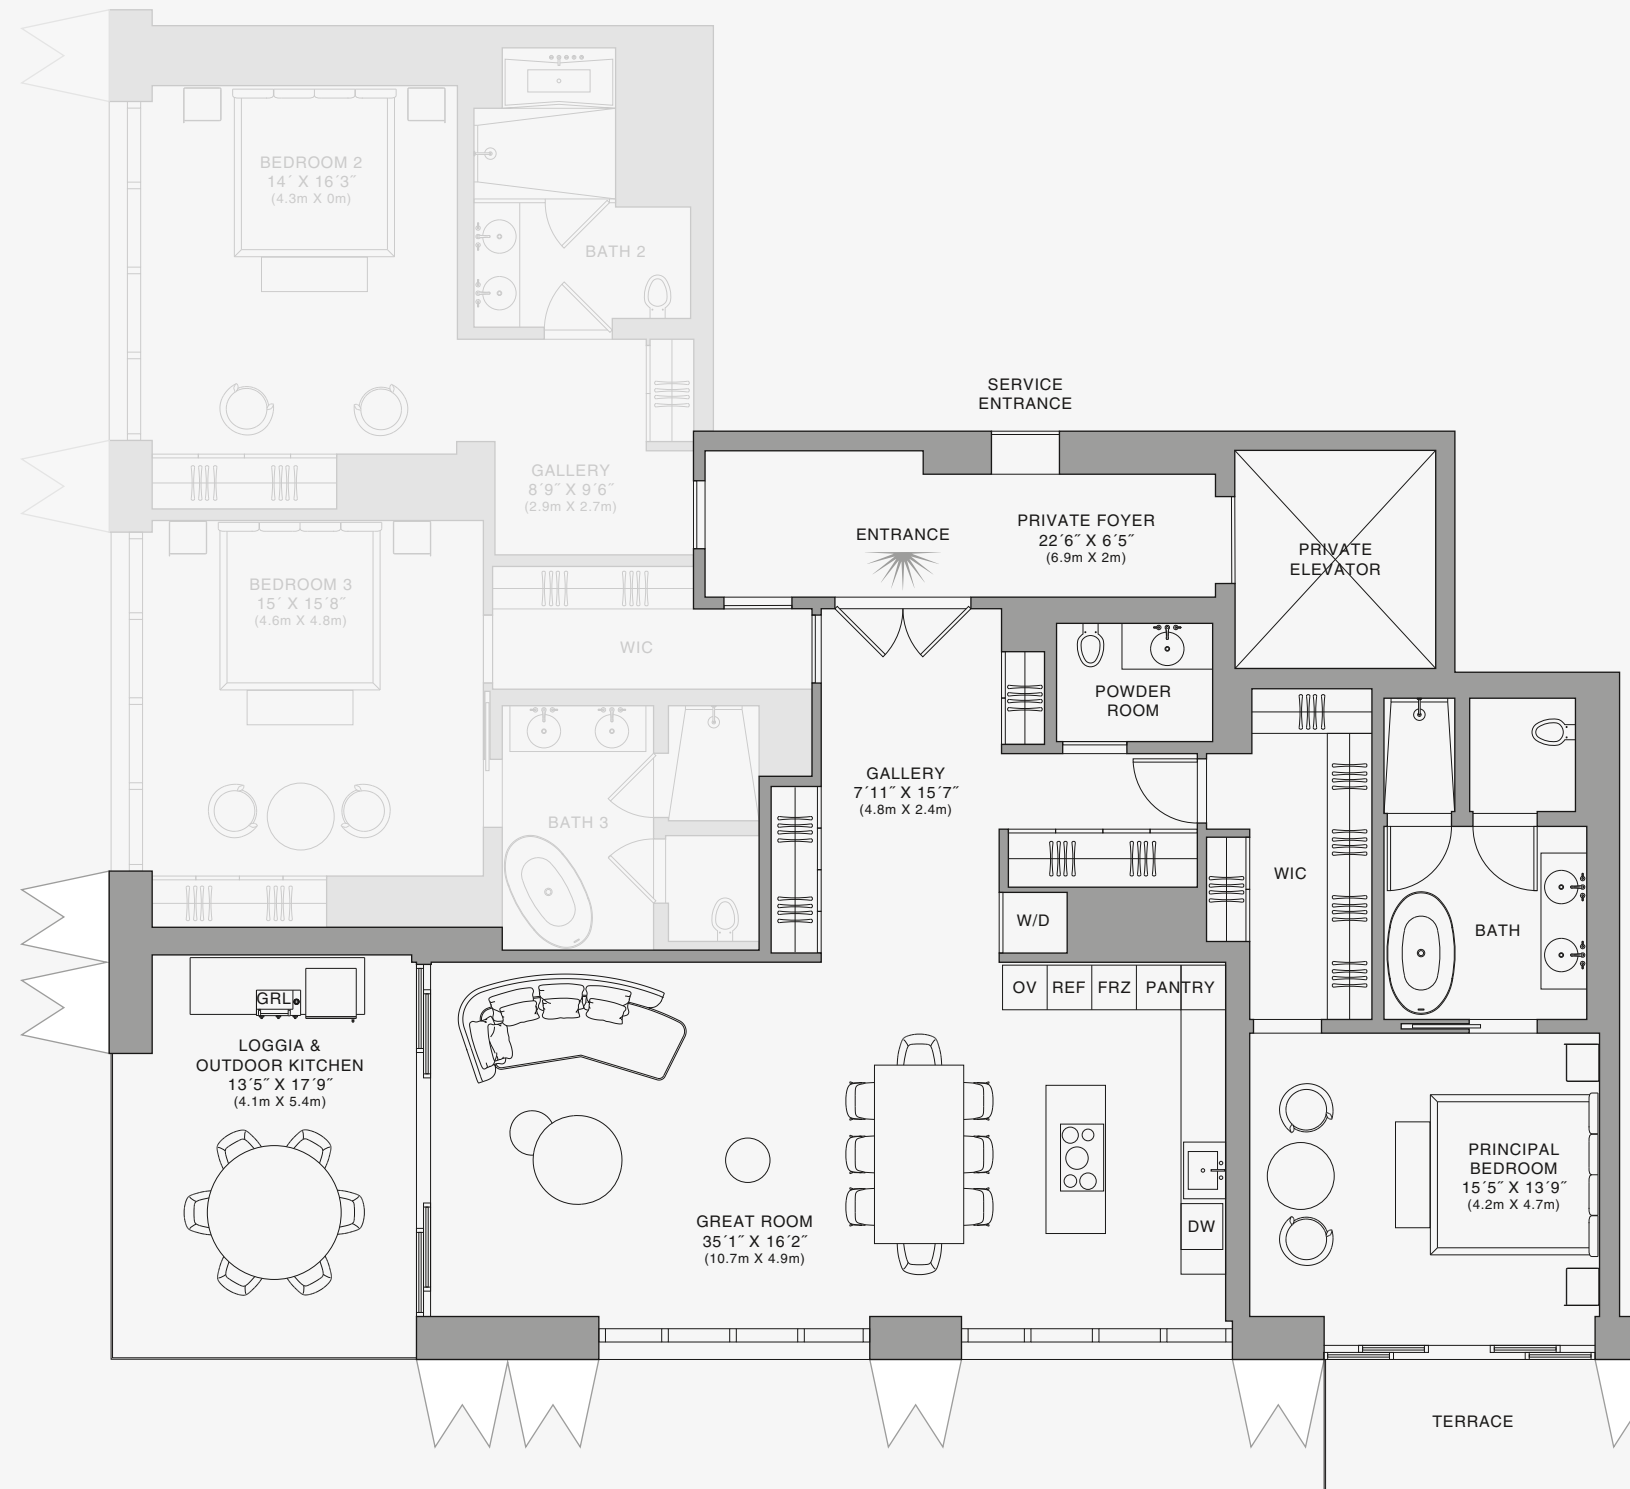 BEDROOM 2
14´ X 16´3˝
(4.3m X 0m)
BATH 2
SERVICE
ENTRANCE
GALLERY
8´9˝ X 9´6˝
(2.9m X 2.7m)
ENTRANCE
PRIVATE FOYER
22´6˝ X 6´5˝
(6.9m X 2m)
PRIVATE
ELEVATOR
BEDROOM 3
15´ X 15´8˝
(4.6m X 4.8m)
WIC
POWDER
ROOM
GALLERY
7´11˝ X 15´7˝
(4.8m X 2.4m)
BATH 3
WIC
W/D
BATH
OV
REF
FRZ
PANTRY
GRL
LOGGIA &
OUTDOOR KITCHEN
13´5˝ X 17´9˝
(4.1m X 5.4m)
PRINCIPAL
BEDROOM
15´5˝ X 13´9˝
(4.2m X 4.7m)
GREAT ROOM
35´1˝ X 16´2˝
(10.7m X 4.9m)
DW
TERRACE